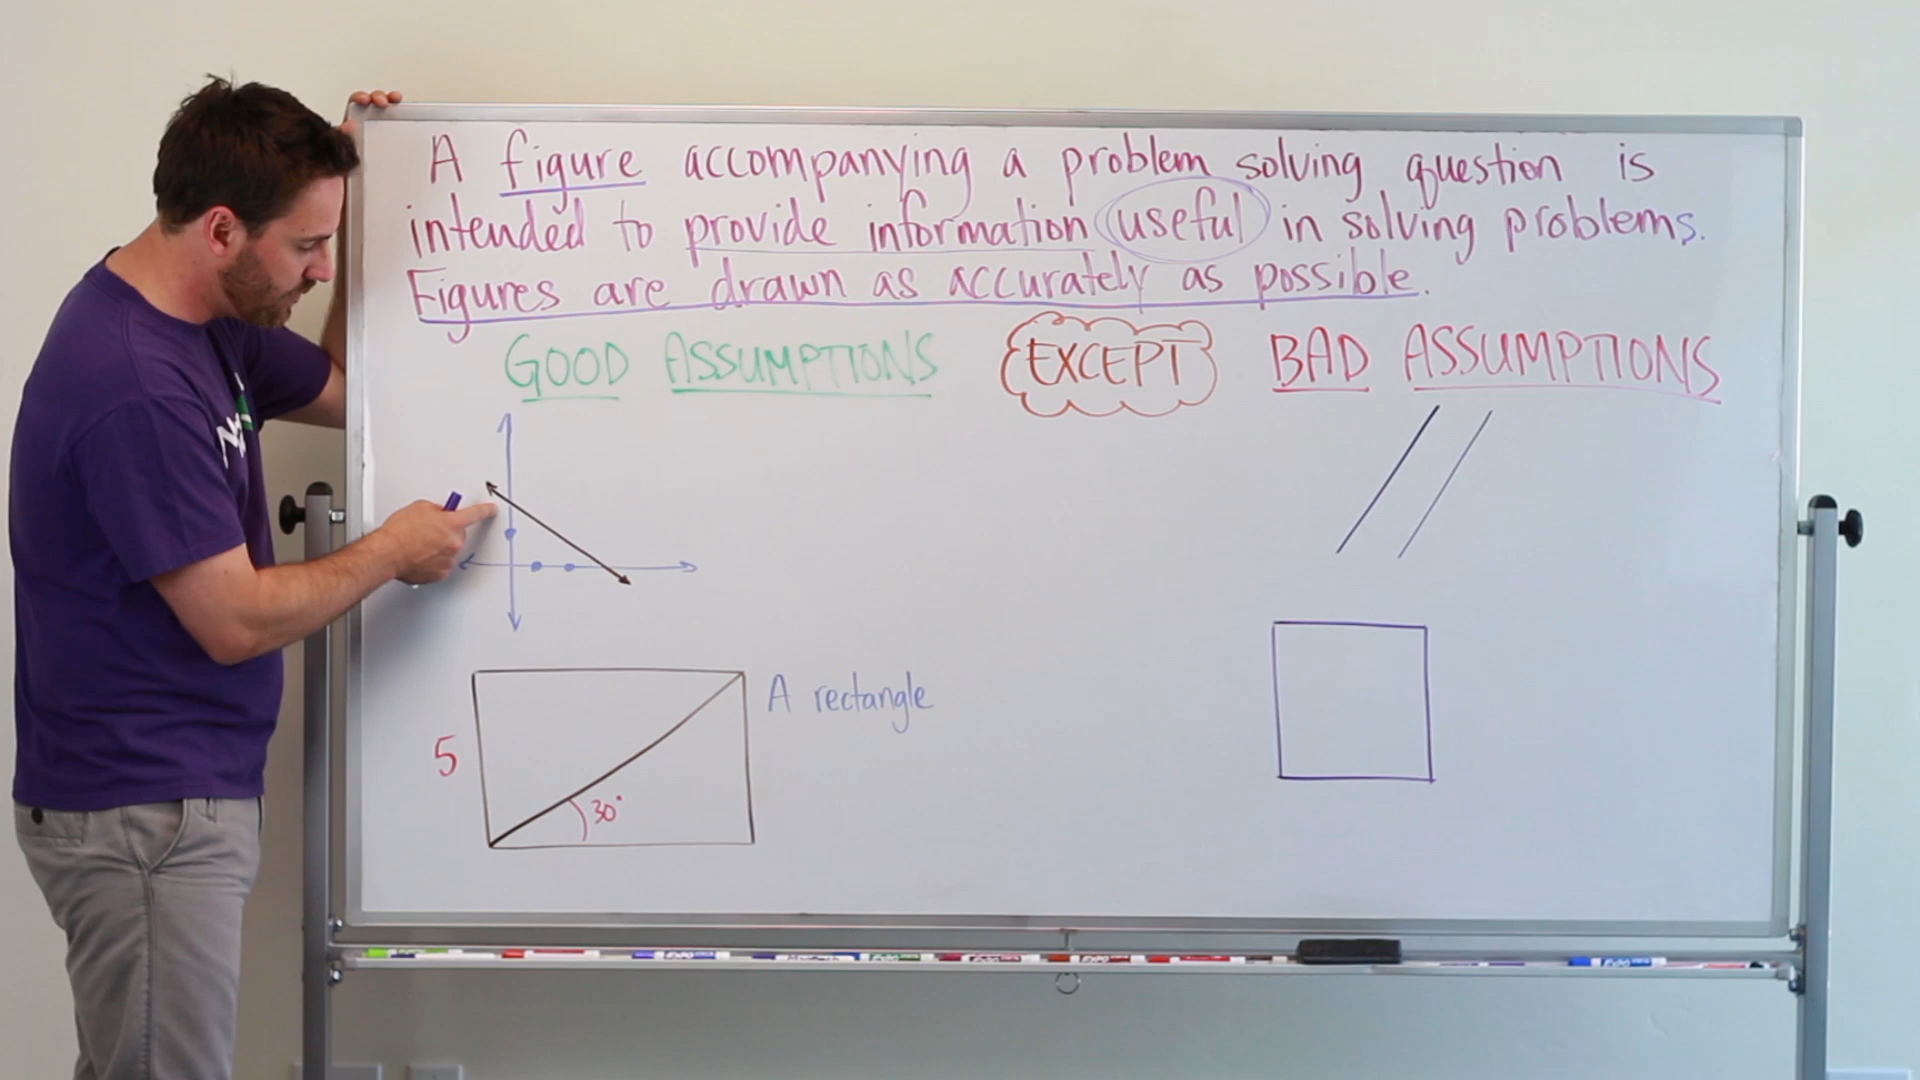 A figure accompanying a problem solving question is
intended to provide information useful in solving problems.
Figures are drawn as accurately as possible.
GOOD ASSUMPTIONS
EXCEPT
BAD ASSUMPTIONS
A rectangle
5
30°